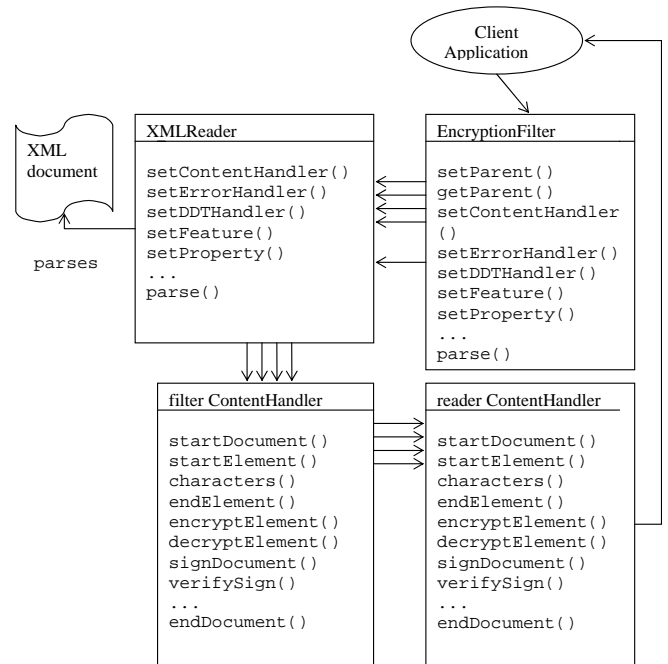 Client
Application
XML
document
parses
XMLReader
setContentHandler()
setErrorHandler()
setDDTHandler()
setFeature()
setProperty()
...
parse()
EncryptionFilter
setParent()
getParent()
setContentHandler
()
setErrorHandler()
setDDTHandler()
setFeature()
setProperty()
...
parse()
filter ContentHandler
startDocument()
startElement()
characters()
endElement()
encryptElement()
decryptElement()
signDocument()
verifySign()
...
endDocument()
reader ContentHandler
startDocument()
startElement()
characters()
endElement()
encryptElement()
decryptElement()
signDocument()
verifySign()
...
endDocument()